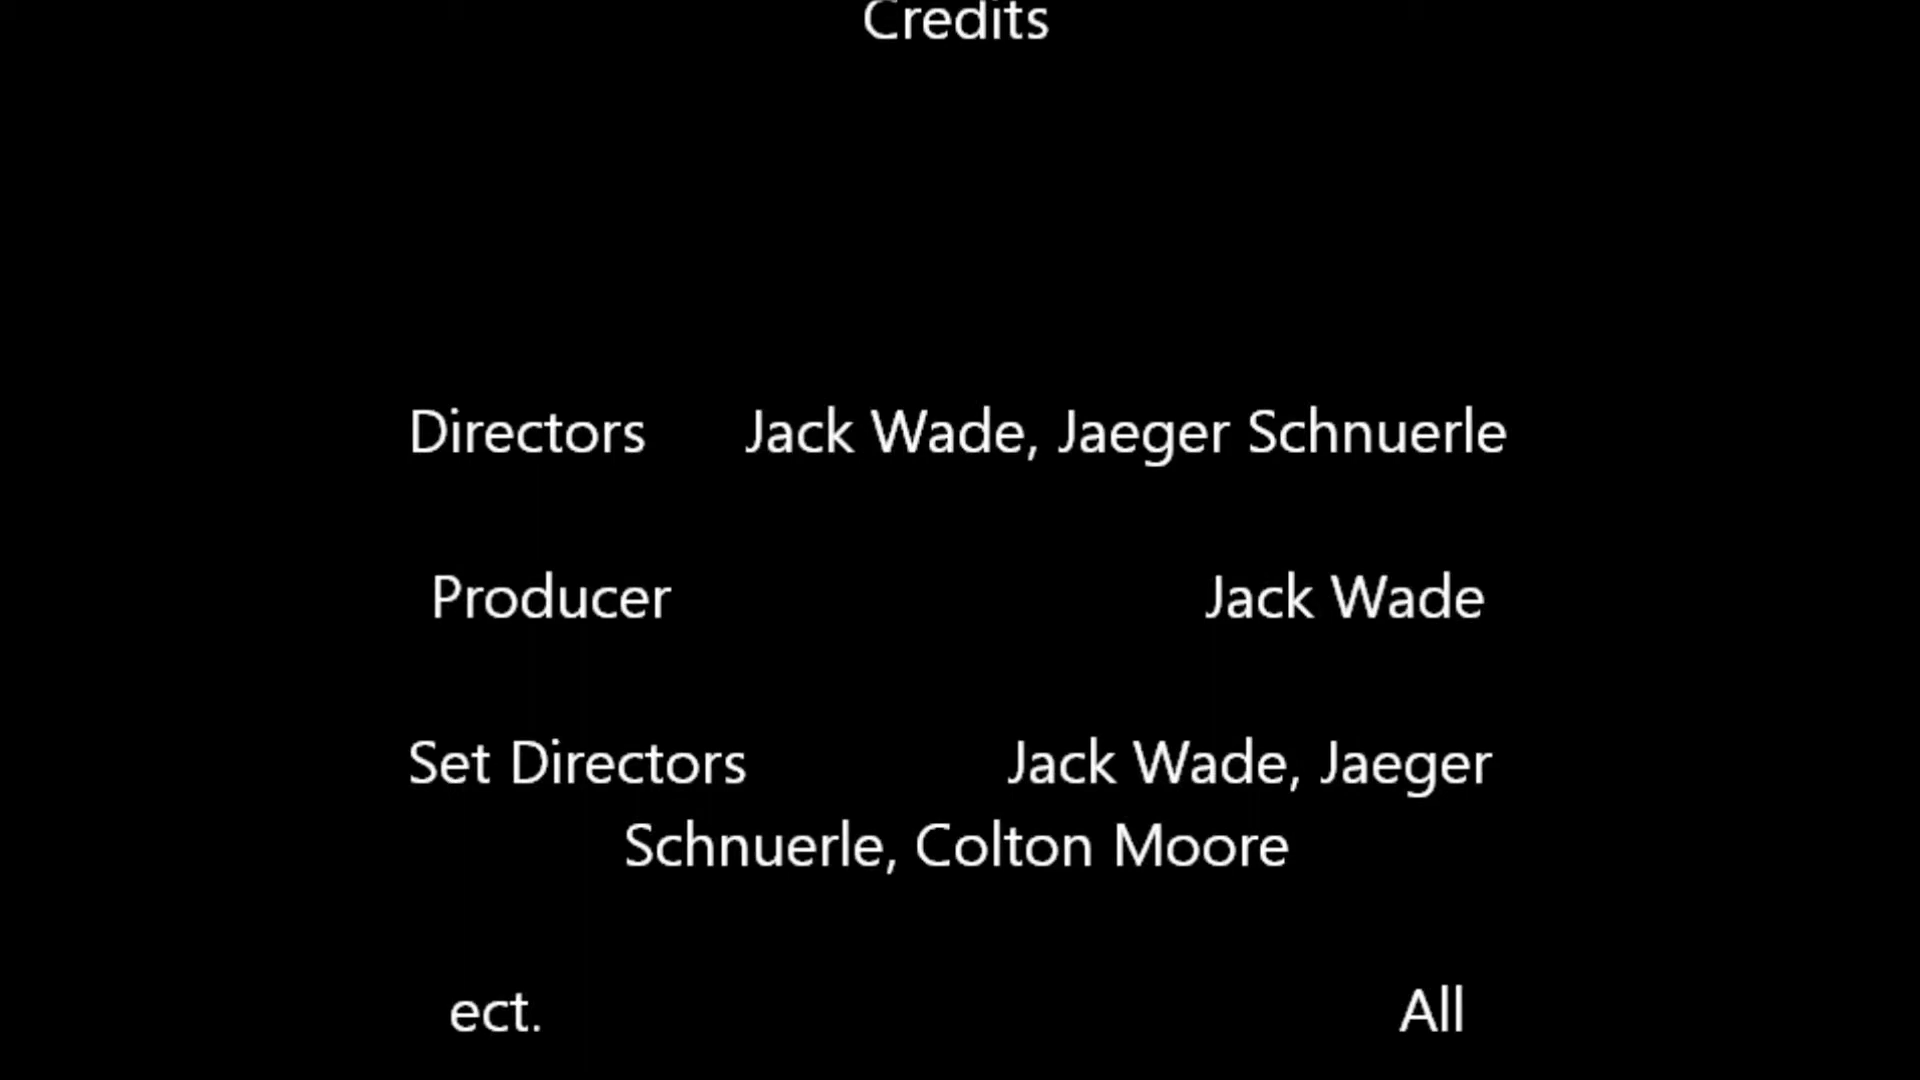 Credits
Directors Jack Wade, Jaeger Schnuerle
Producer Jack Wade
Set Directors Jack Wade, Jaeger
Schnuerle, Colton Moore
ect. All